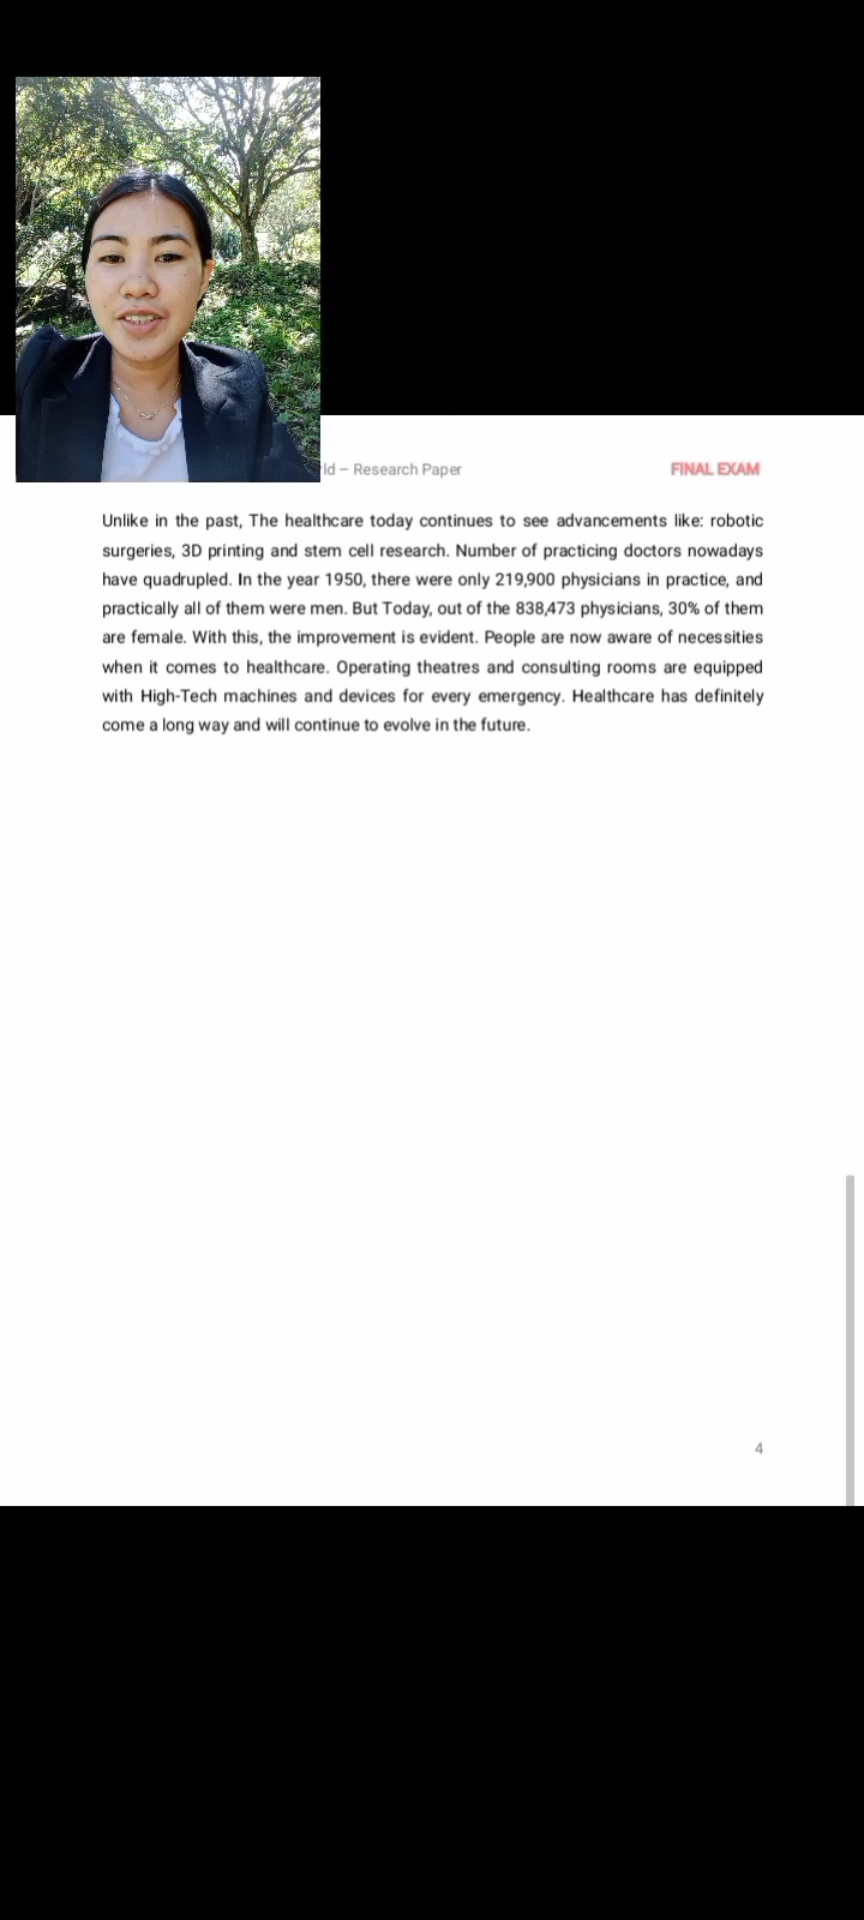 – Research Paper
FINAL EXAM
Unlike in the past, The healthcare today continues to see advancements like: robotic
surgeries, 3D printing and stem cell research. Number of practicing doctors nowadays
have quadrupled. In the year 1950, there were only 219,900 physicians in practice, and
practically all of them were men. But Today, out of the 838,473 physicians, 30% of them
are female. With this, the improvement is evident. People are now aware of necessities
when it comes to healthcare. Operating theatres and consulting rooms are equipped
with High-Tech machines and devices for every emergency. Healthcare has definitely
come a long way and will continue to evolve in the future.
4